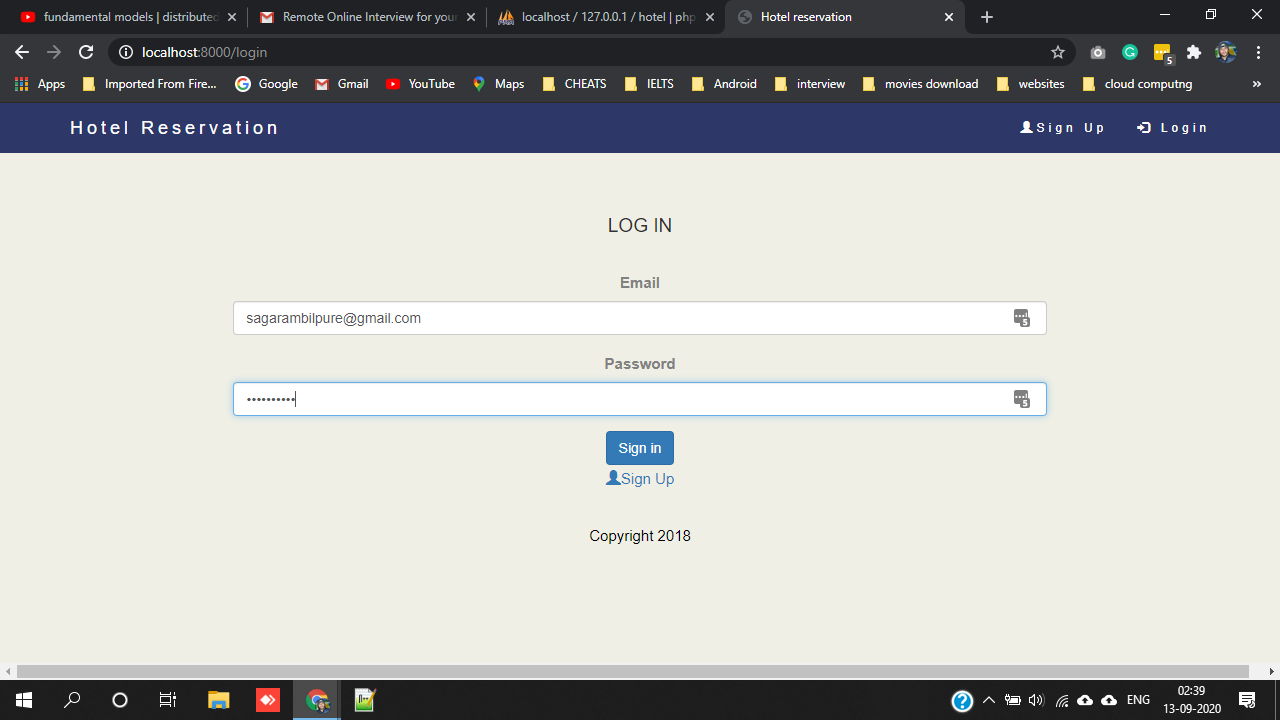 fundamental models | distributed
Remote Online Interview for your
localhost / 127.0.0.1 / hotel | php
Hotel reservation
localhost:8000/login
5
Apps
Imported From Fire...
Google
Gmail
YouTube
Maps
CHEATS
IELTS
Android
interview
movies download
websites
cloud computng
»
Hotel Reservation
Sign Up
Login
LOG IN
Email
sagarambilpure@gmail.com
5
Password
••••••••••
5
Sign in
Sign Up
Copyright 2018
ENG
02:39
13-09-2020